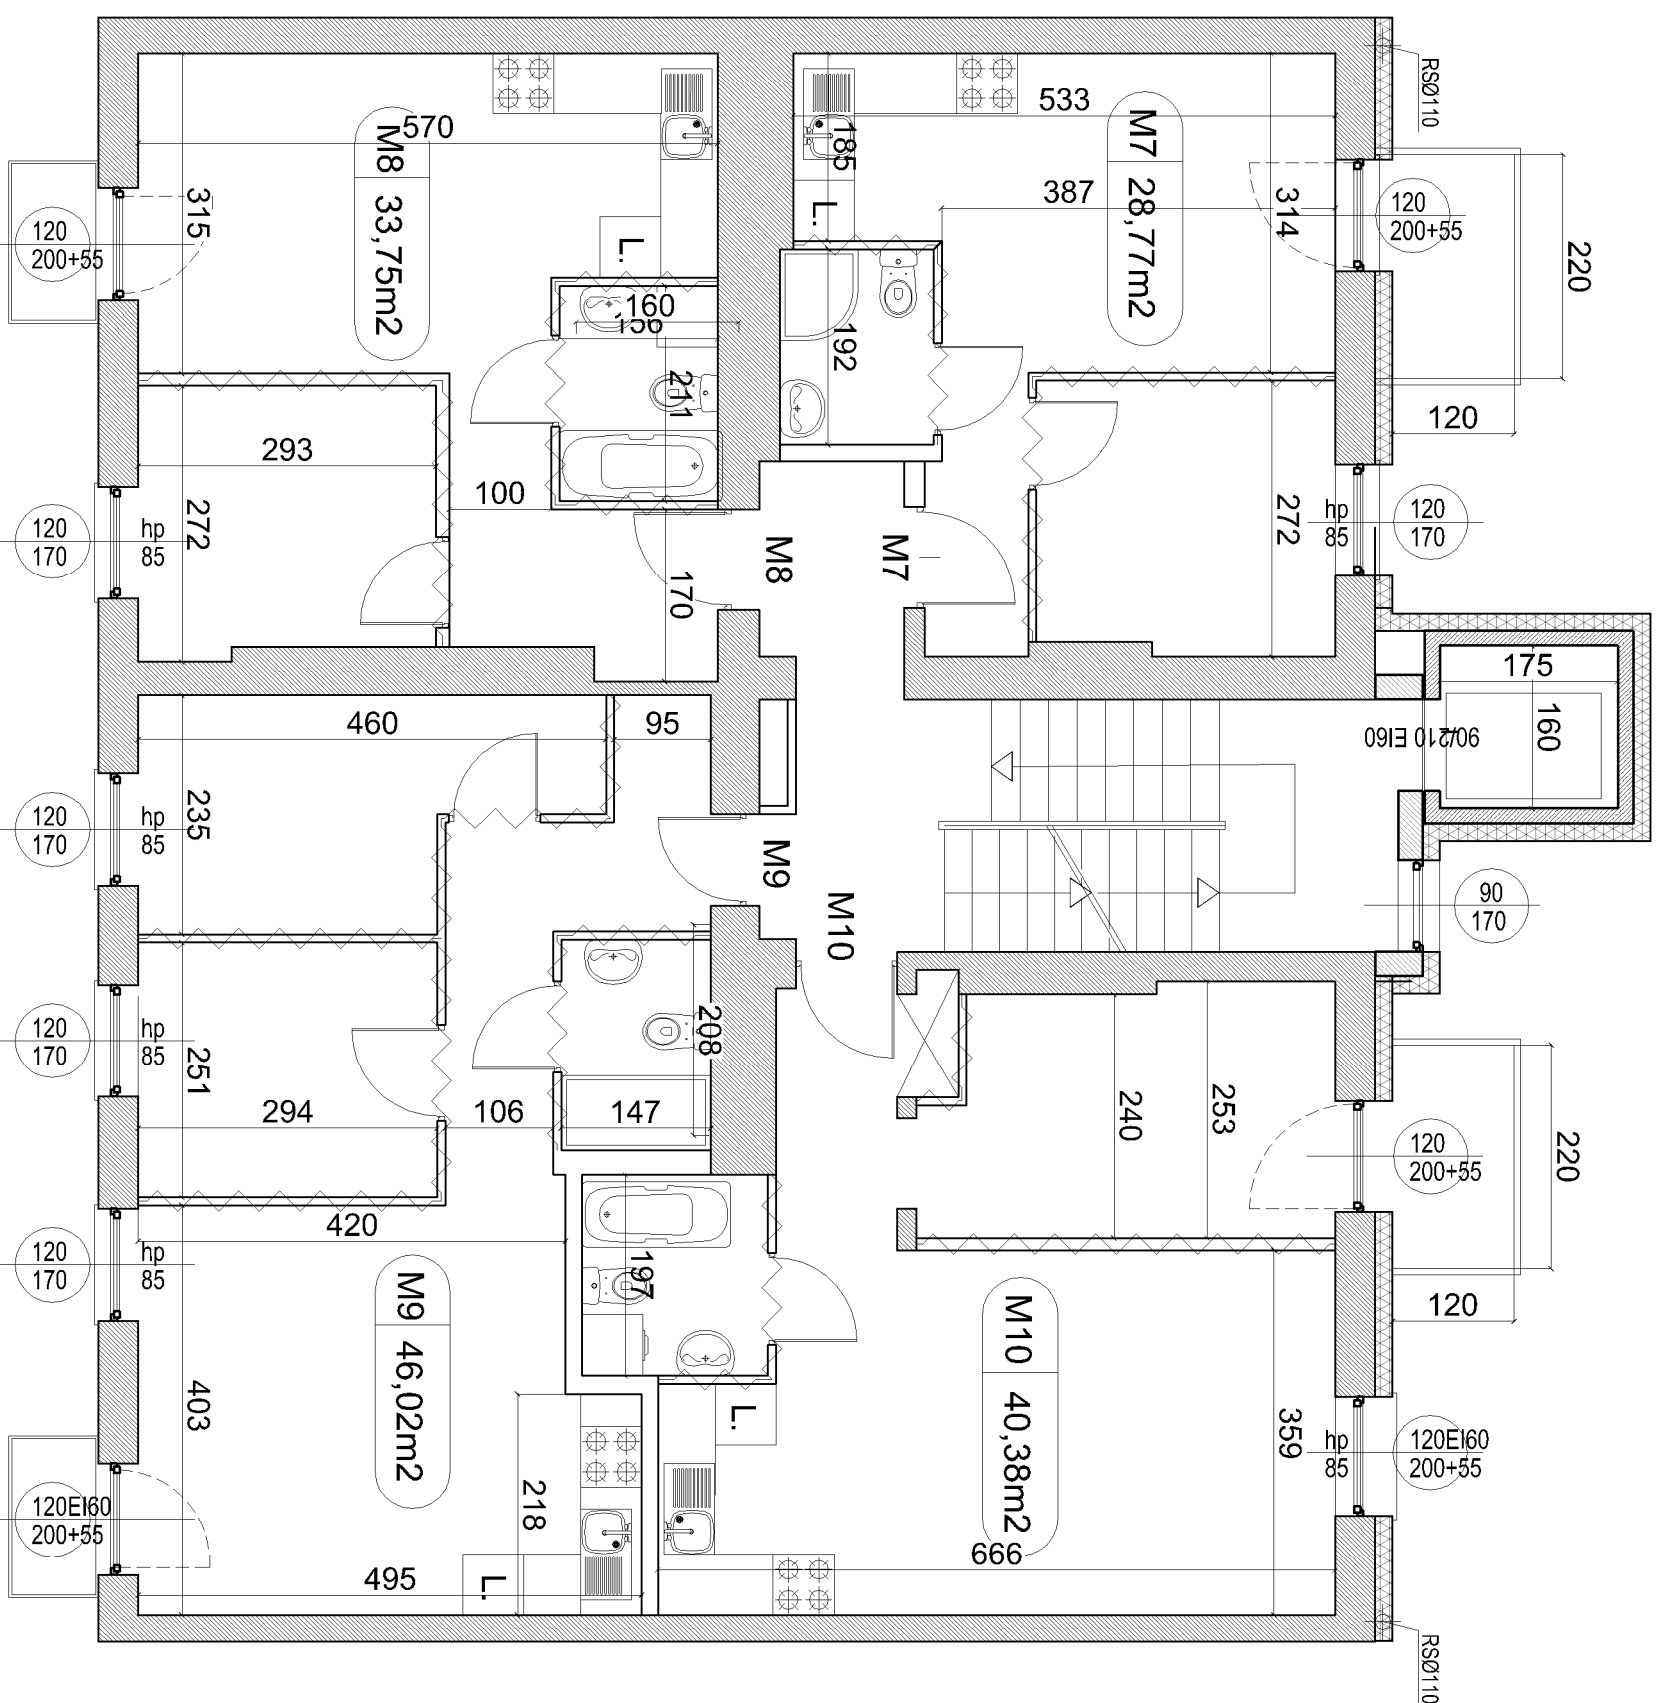 RSØ110
533
570
M8 33,75m2
M7 28,77m2
185
387
L.
315
314
120
200+55
120
200+55
220
L.
160
156
192
211
120
293
100
272
272
120
170
hp
85
hp
85
120
170
M8
M7
170
175
160
90/210 EI60
460
95
235
120
170
hp
85
M9
M10
90
170
208
120
170
hp
85
251
294
106
147
240
253
120
200+55
220
420
120
170
hp
85
197
M9 46,02m2
M10 40,38m2
120
403
L.
359
hp
85
120EI60
200+55
218
120EI60
200+55
495
L.
666
RSØ110